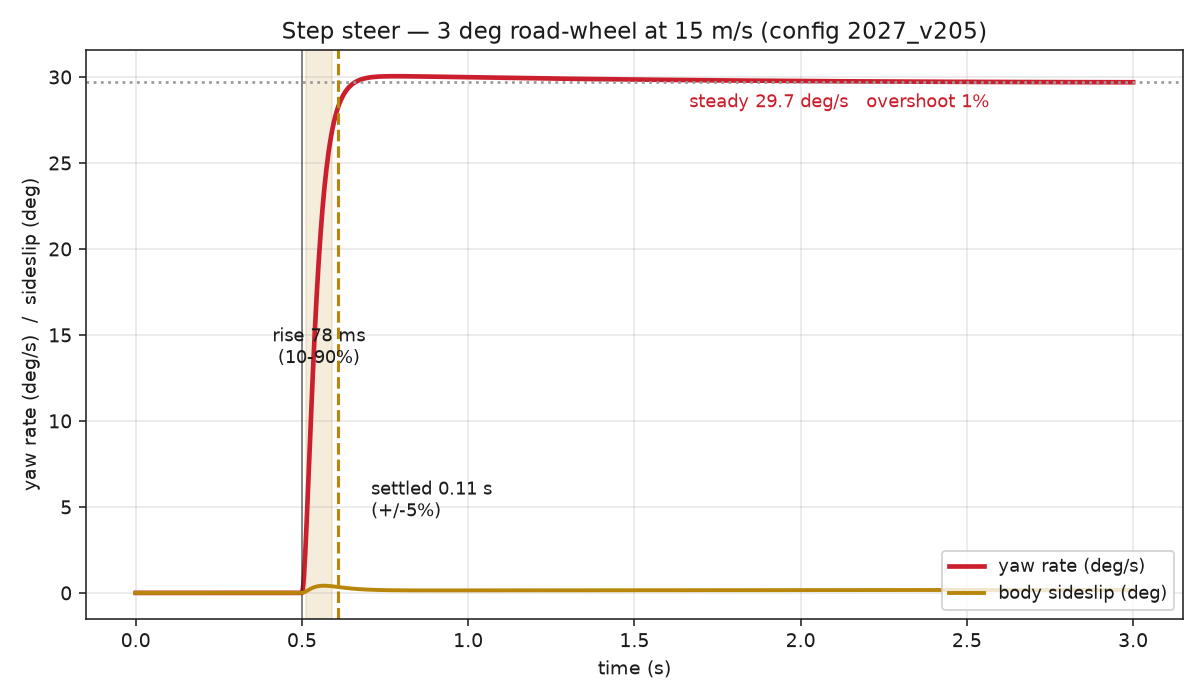 Step steer — 3 deg road-wheel at 15 m/s (config 2027_v205)
yaw rate (deg/s)  /  sideslip (deg)
30
25
20
15
10
5
0
steady 29.7 deg/s   overshoot 1%
rise 78 ms
(10-90%)
settled 0.11 s
(+/-5%)
yaw rate (deg/s)
body sideslip (deg)
0.0 0.5 1.0 1.5 2.0 2.5 3.0
time (s)